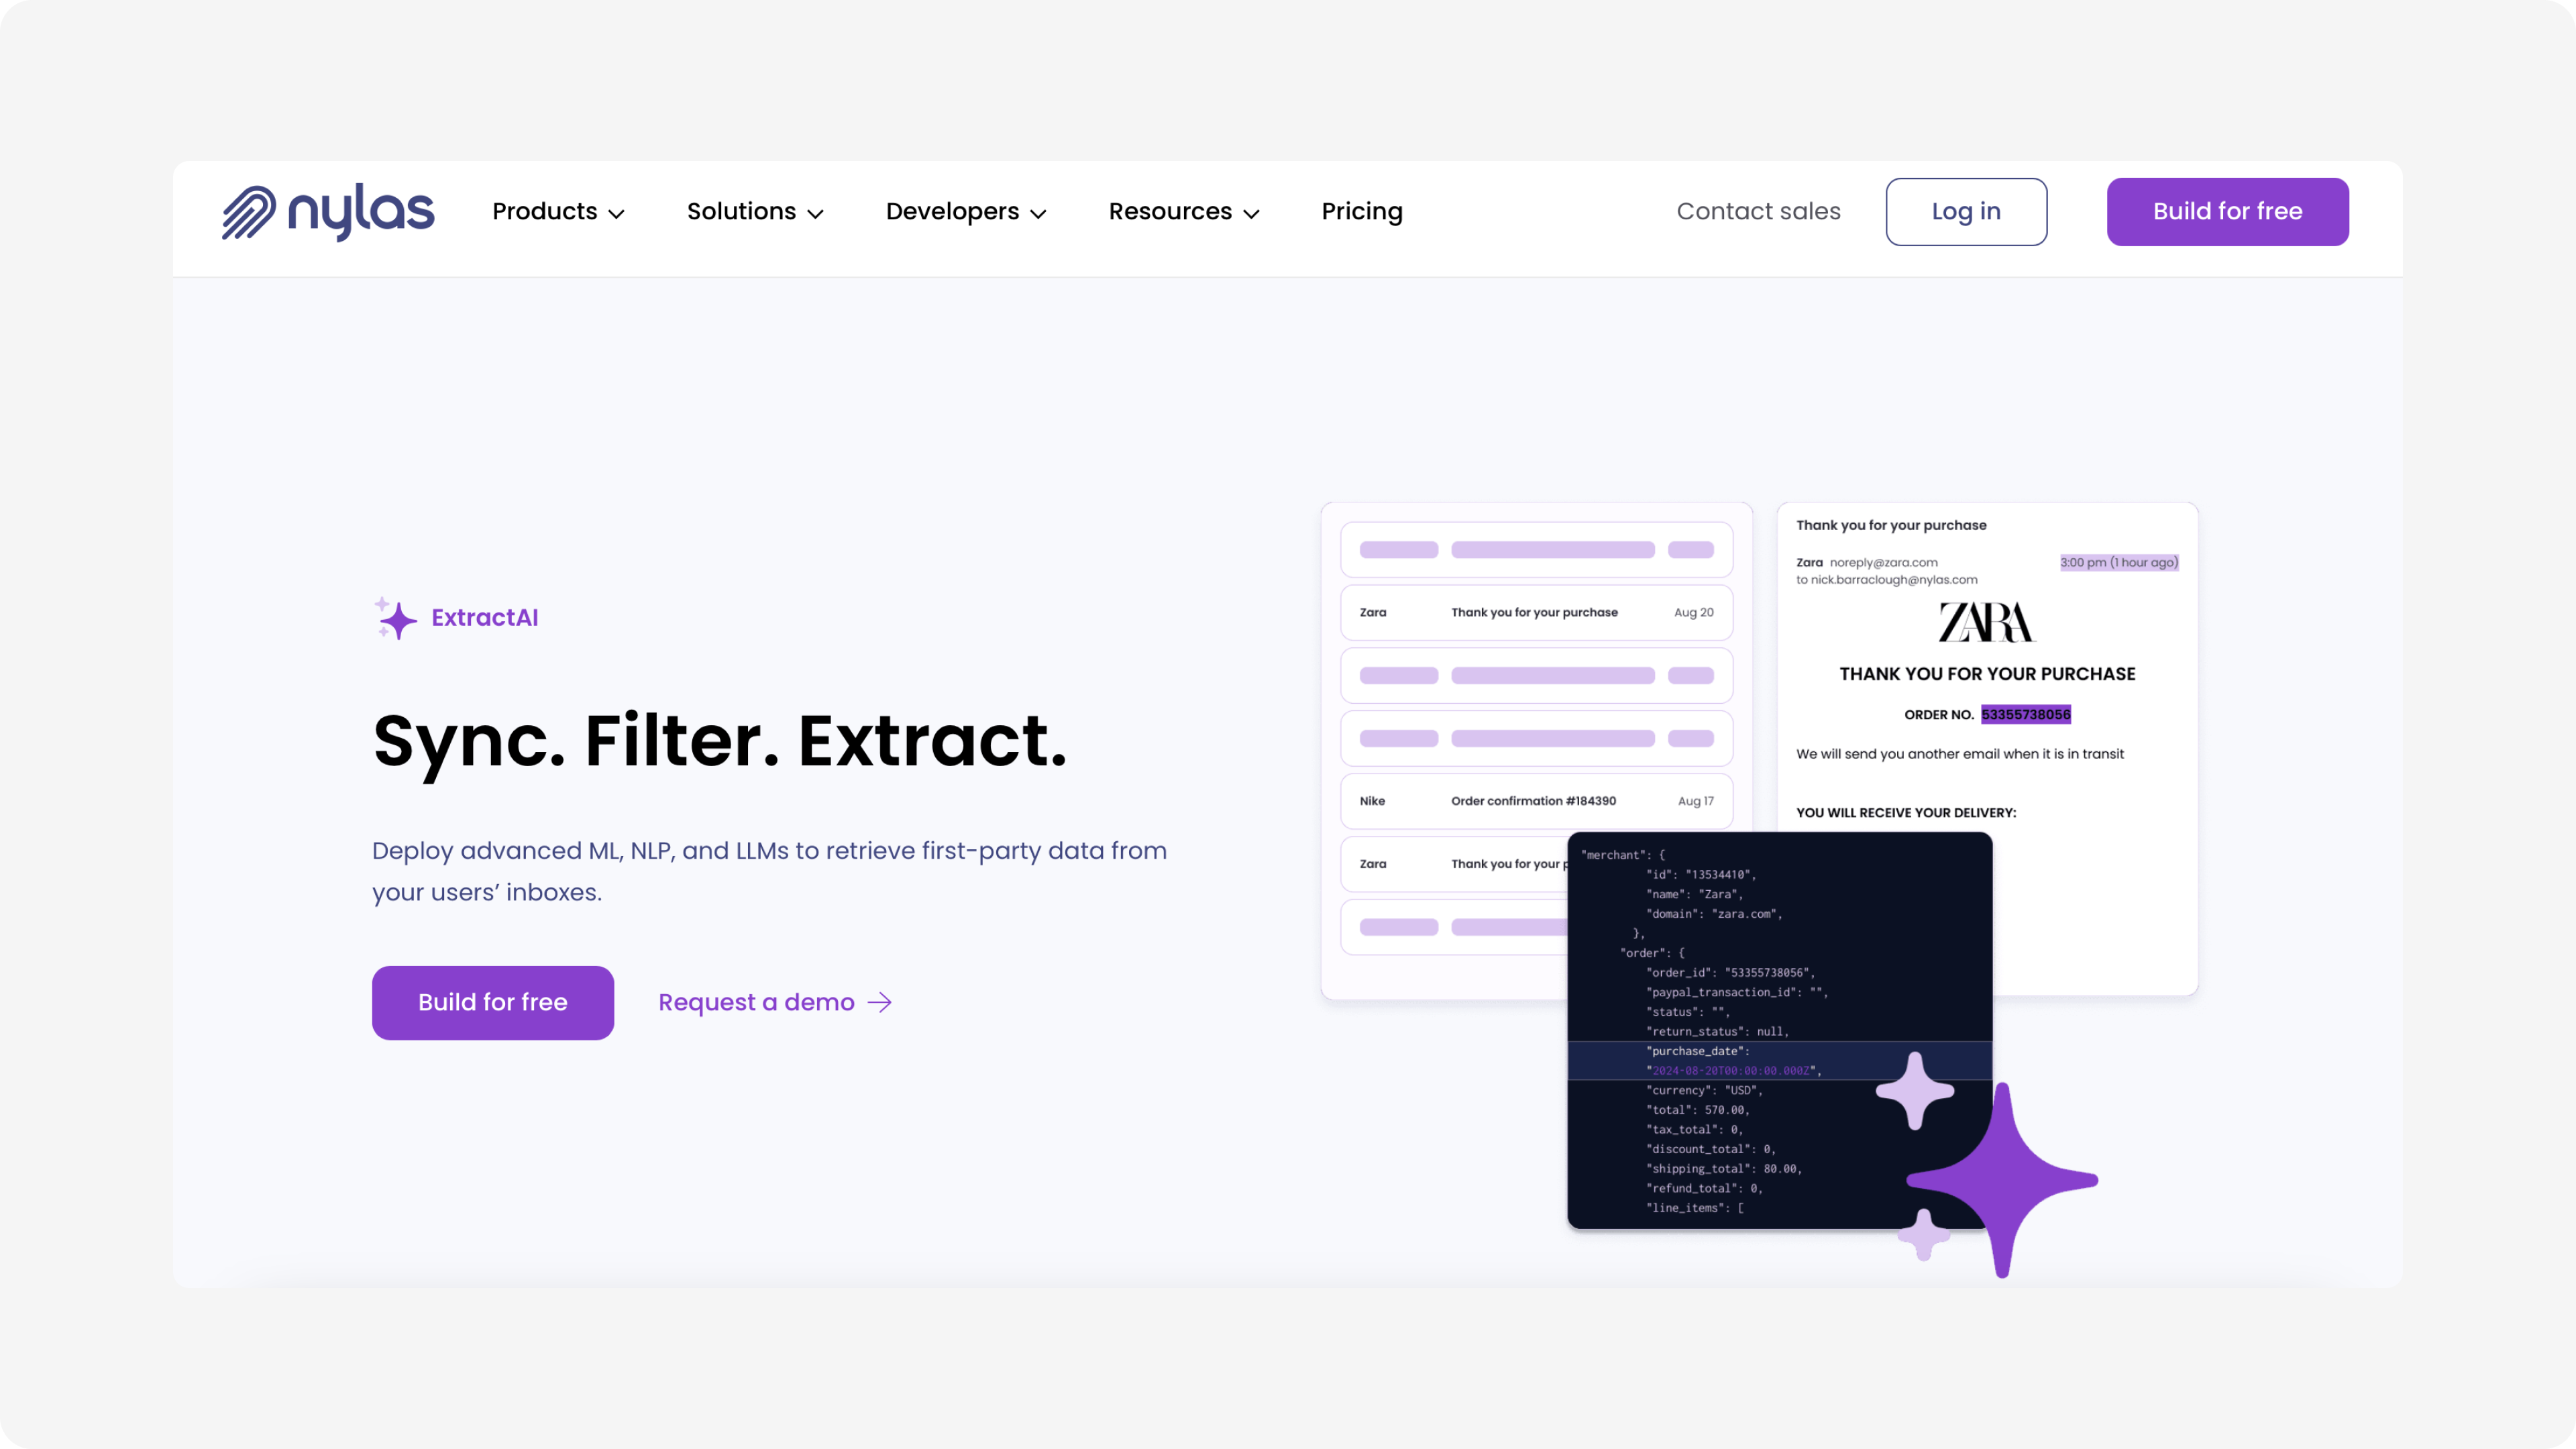 nylas
Products
Solutions
Developers
Resources
Pricing
Contact sales
Log in
Build for free
ExtractAI
Sync. Filter. Extract.
Deploy advanced ML, NLP, and LLMs to retrieve first-party data from
your users’ inboxes.
Build for free
Request a demo
Zara Thank you for your purchase Aug 20
Nike Order confirmation #184390 Aug 17
Zara Thank you for your
Thank you for your purchase
Zara noreply@zara.com 3:00 pm (1 hour ago)
to nick.barraclough@nylas.com
ZARA
THANK YOU FOR YOUR PURCHASE
ORDER NO. 53355738056
We will send you another email when it is in transit
YOU WILL RECEIVE YOUR DELIVERY:
"merchant": {
"id": "13534410",
"name": "Zara",
"domain": "zara.com",
},
"order": {
"order_id": "53355738056",
"paypal_transaction_id": "",
"status": "",
"return_status": null,
"purchase_date":
"2024-08-20T00:00:00.000Z",
"currency": "USD",
"total": 570.00,
"tax_total": 0,
"discount_total": 0,
"shipping_total": 80.00,
"refund_total": 0,
"line_items": [